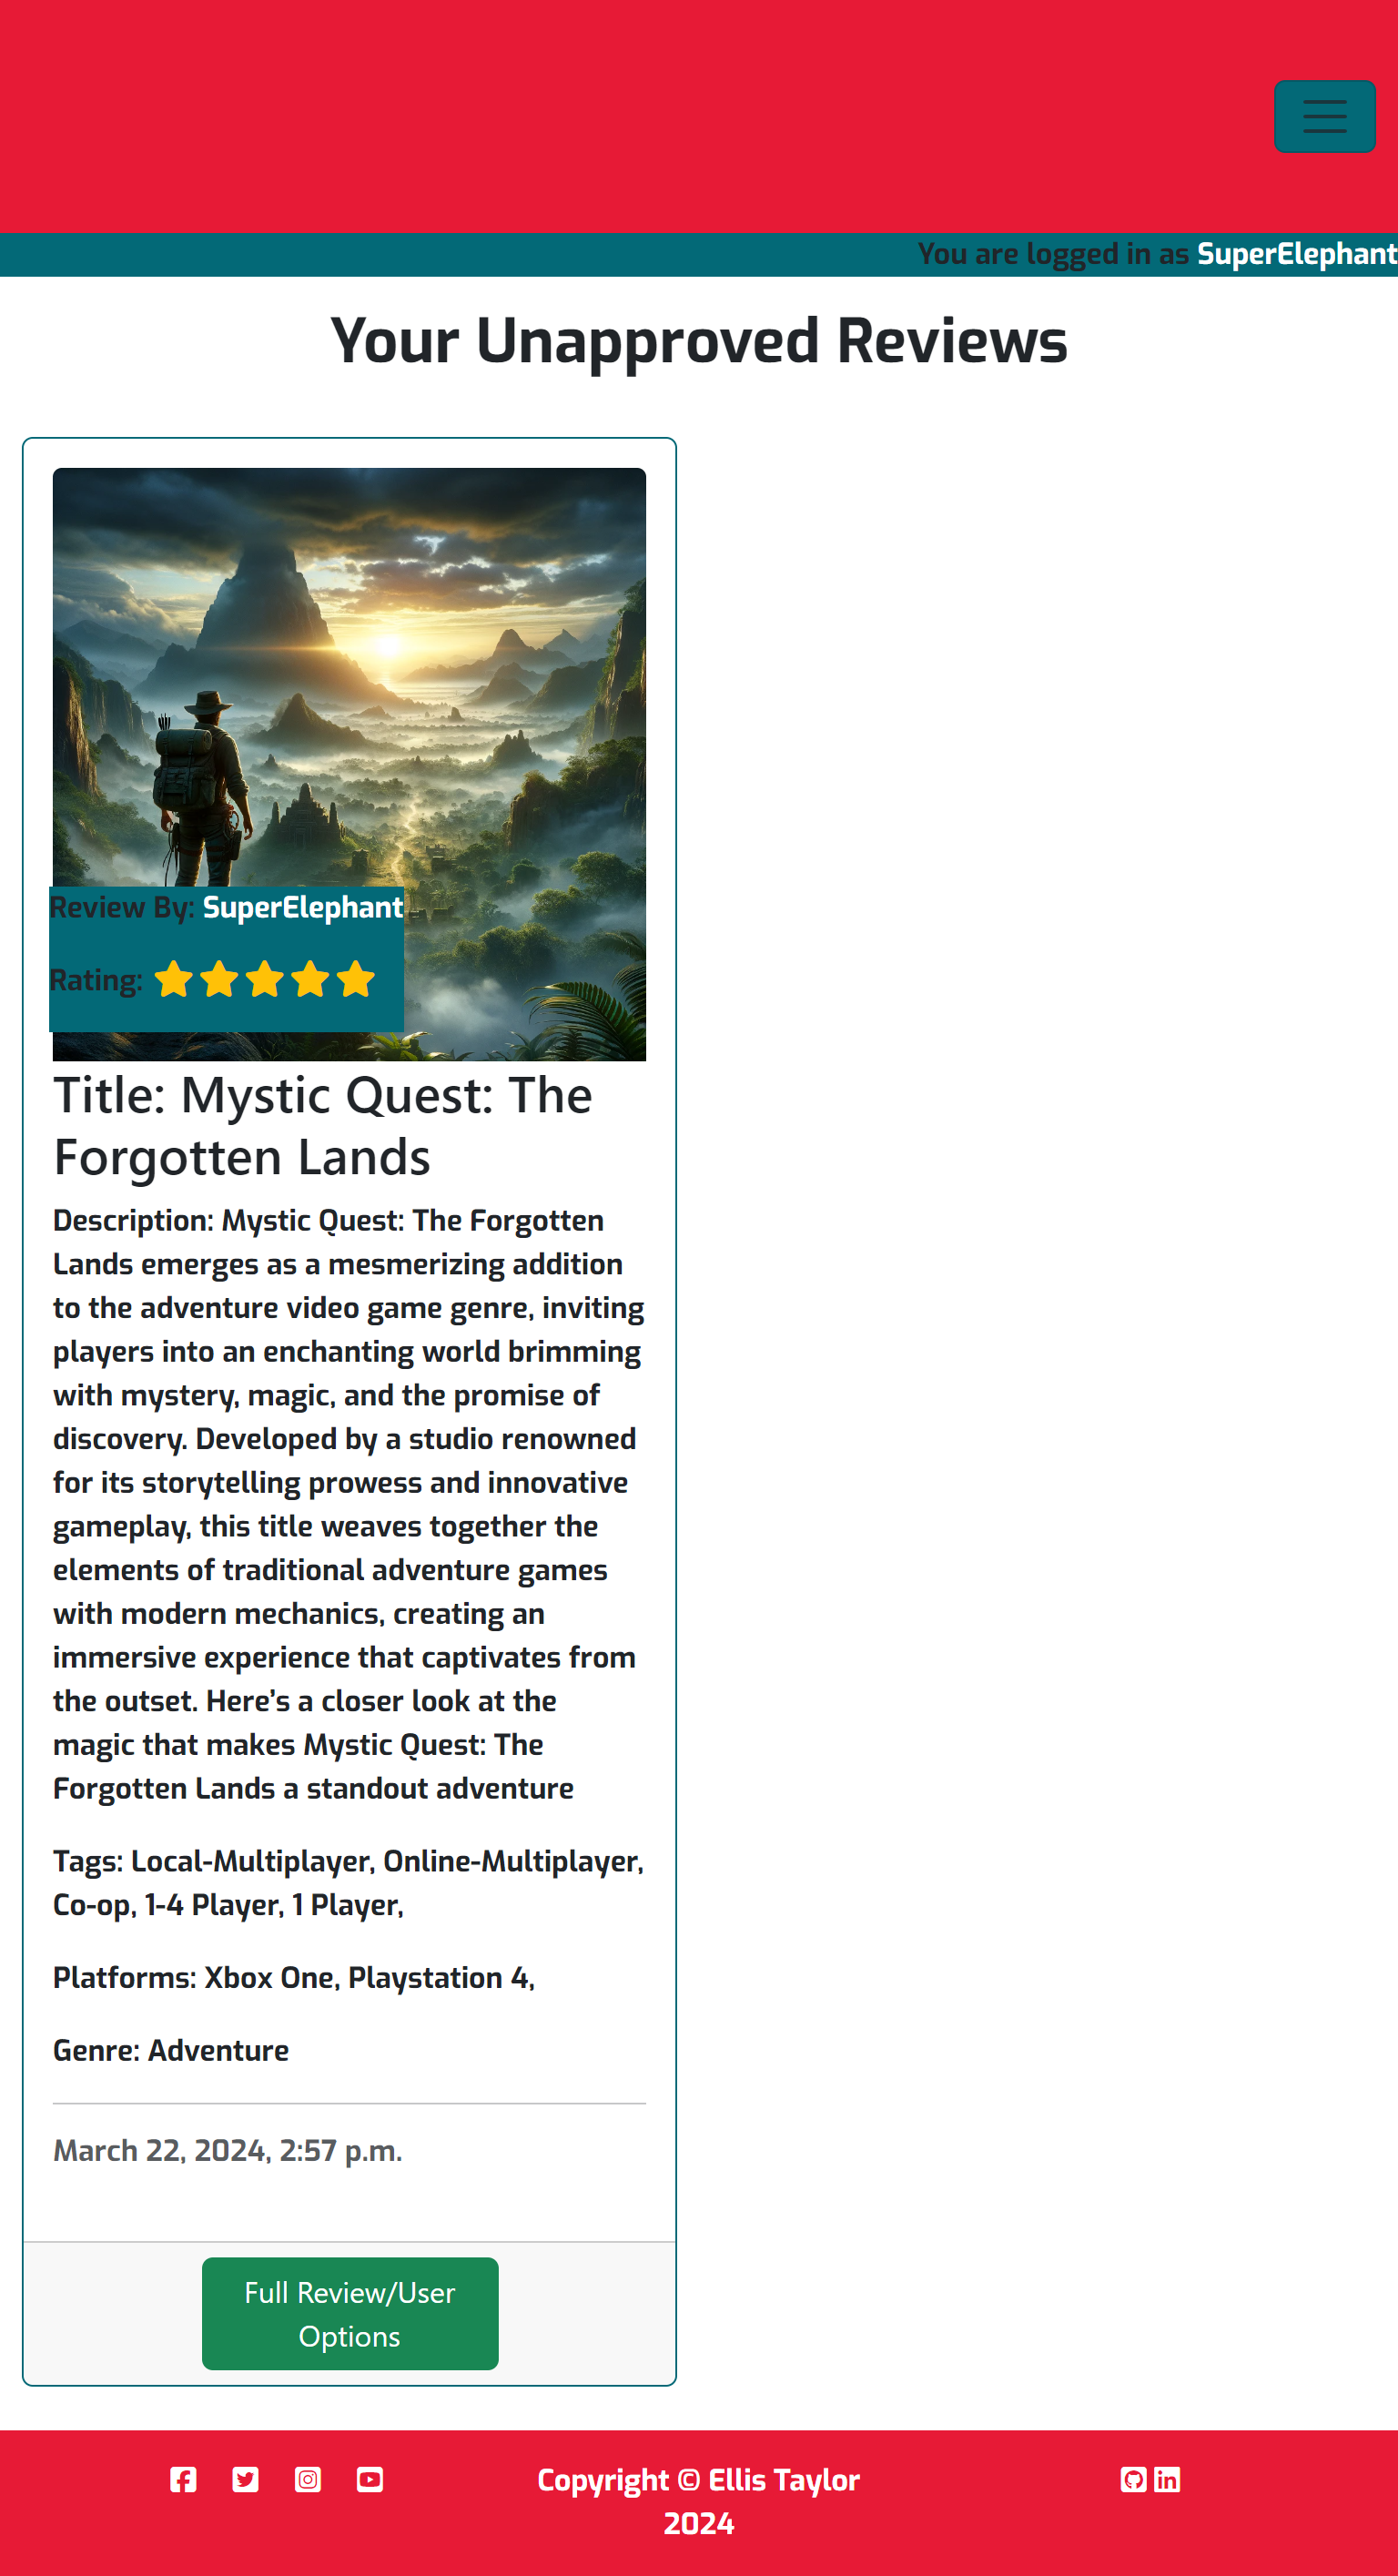 You are logged in as SuperElephant
Your Unapproved Reviews
Review By: SuperElephant
Rating:
Title: Mystic Quest: The
Forgotten Lands
Description: Mystic Quest: The Forgotten
Lands emerges as a mesmerizing addition
to the adventure video game genre, inviting
players into an enchanting world brimming
with mystery, magic, and the promise of
discovery. Developed by a studio renowned
for its storytelling prowess and innovative
gameplay, this title weaves together the
elements of traditional adventure games
with modern mechanics, creating an
immersive experience that captivates from
the outset. Here’s a closer look at the
magic that makes Mystic Quest: The
Forgotten Lands a standout adventure
Tags: Local-Multiplayer, Online-Multiplayer,
Co-op, 1-4 Player, 1 Player,
Platforms: Xbox One, Playstation 4,
Genre: Adventure
March 22, 2024, 2:57 p.m.
Full Review/User
Options
Copyright © Ellis Taylor
2024